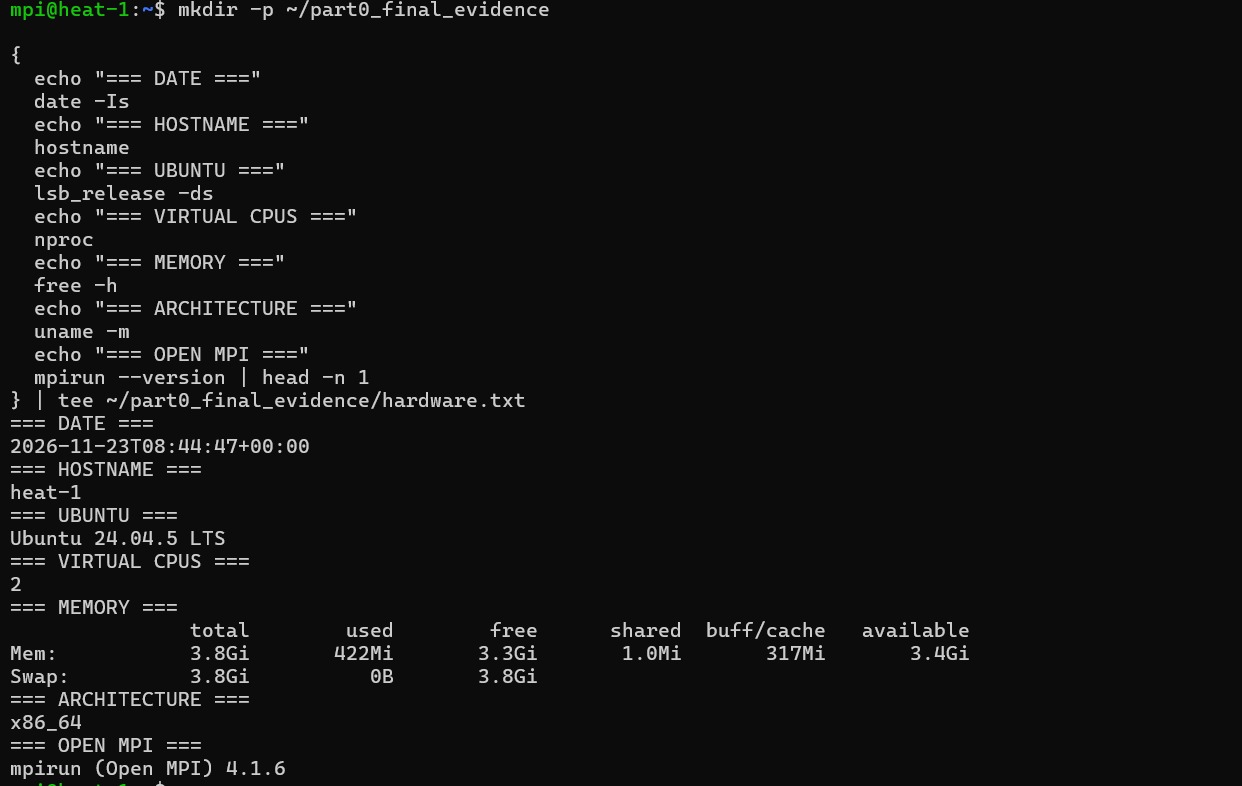 mpi@heat-1:~$ mkdir -p ~/part0_final_evidence
{
  echo "=== DATE ==="
  date -Is
  echo "=== HOSTNAME ==="
  hostname
  echo "=== UBUNTU ==="
  lsb_release -ds
  echo "=== VIRTUAL CPUS ==="
  nproc
  echo "=== MEMORY ==="
  free -h
  echo "=== ARCHITECTURE ==="
  uname -m
  echo "=== OPEN MPI ==="
  mpirun --version | head -n 1
} | tee ~/part0_final_evidence/hardware.txt
=== DATE ===
2026-11-23T08:44:47+00:00
=== HOSTNAME ===
heat-1
=== UBUNTU ===
Ubuntu 24.04.5 LTS
=== VIRTUAL CPUS ===
2
=== MEMORY ===
               total        used        free      shared  buff/cache   available
Mem:           3.8Gi       422Mi       3.3Gi       1.0Mi       317Mi       3.4Gi
Swap:          3.8Gi          0B       3.8Gi
=== ARCHITECTURE ===
x86_64
=== OPEN MPI ===
mpirun (Open MPI) 4.1.6